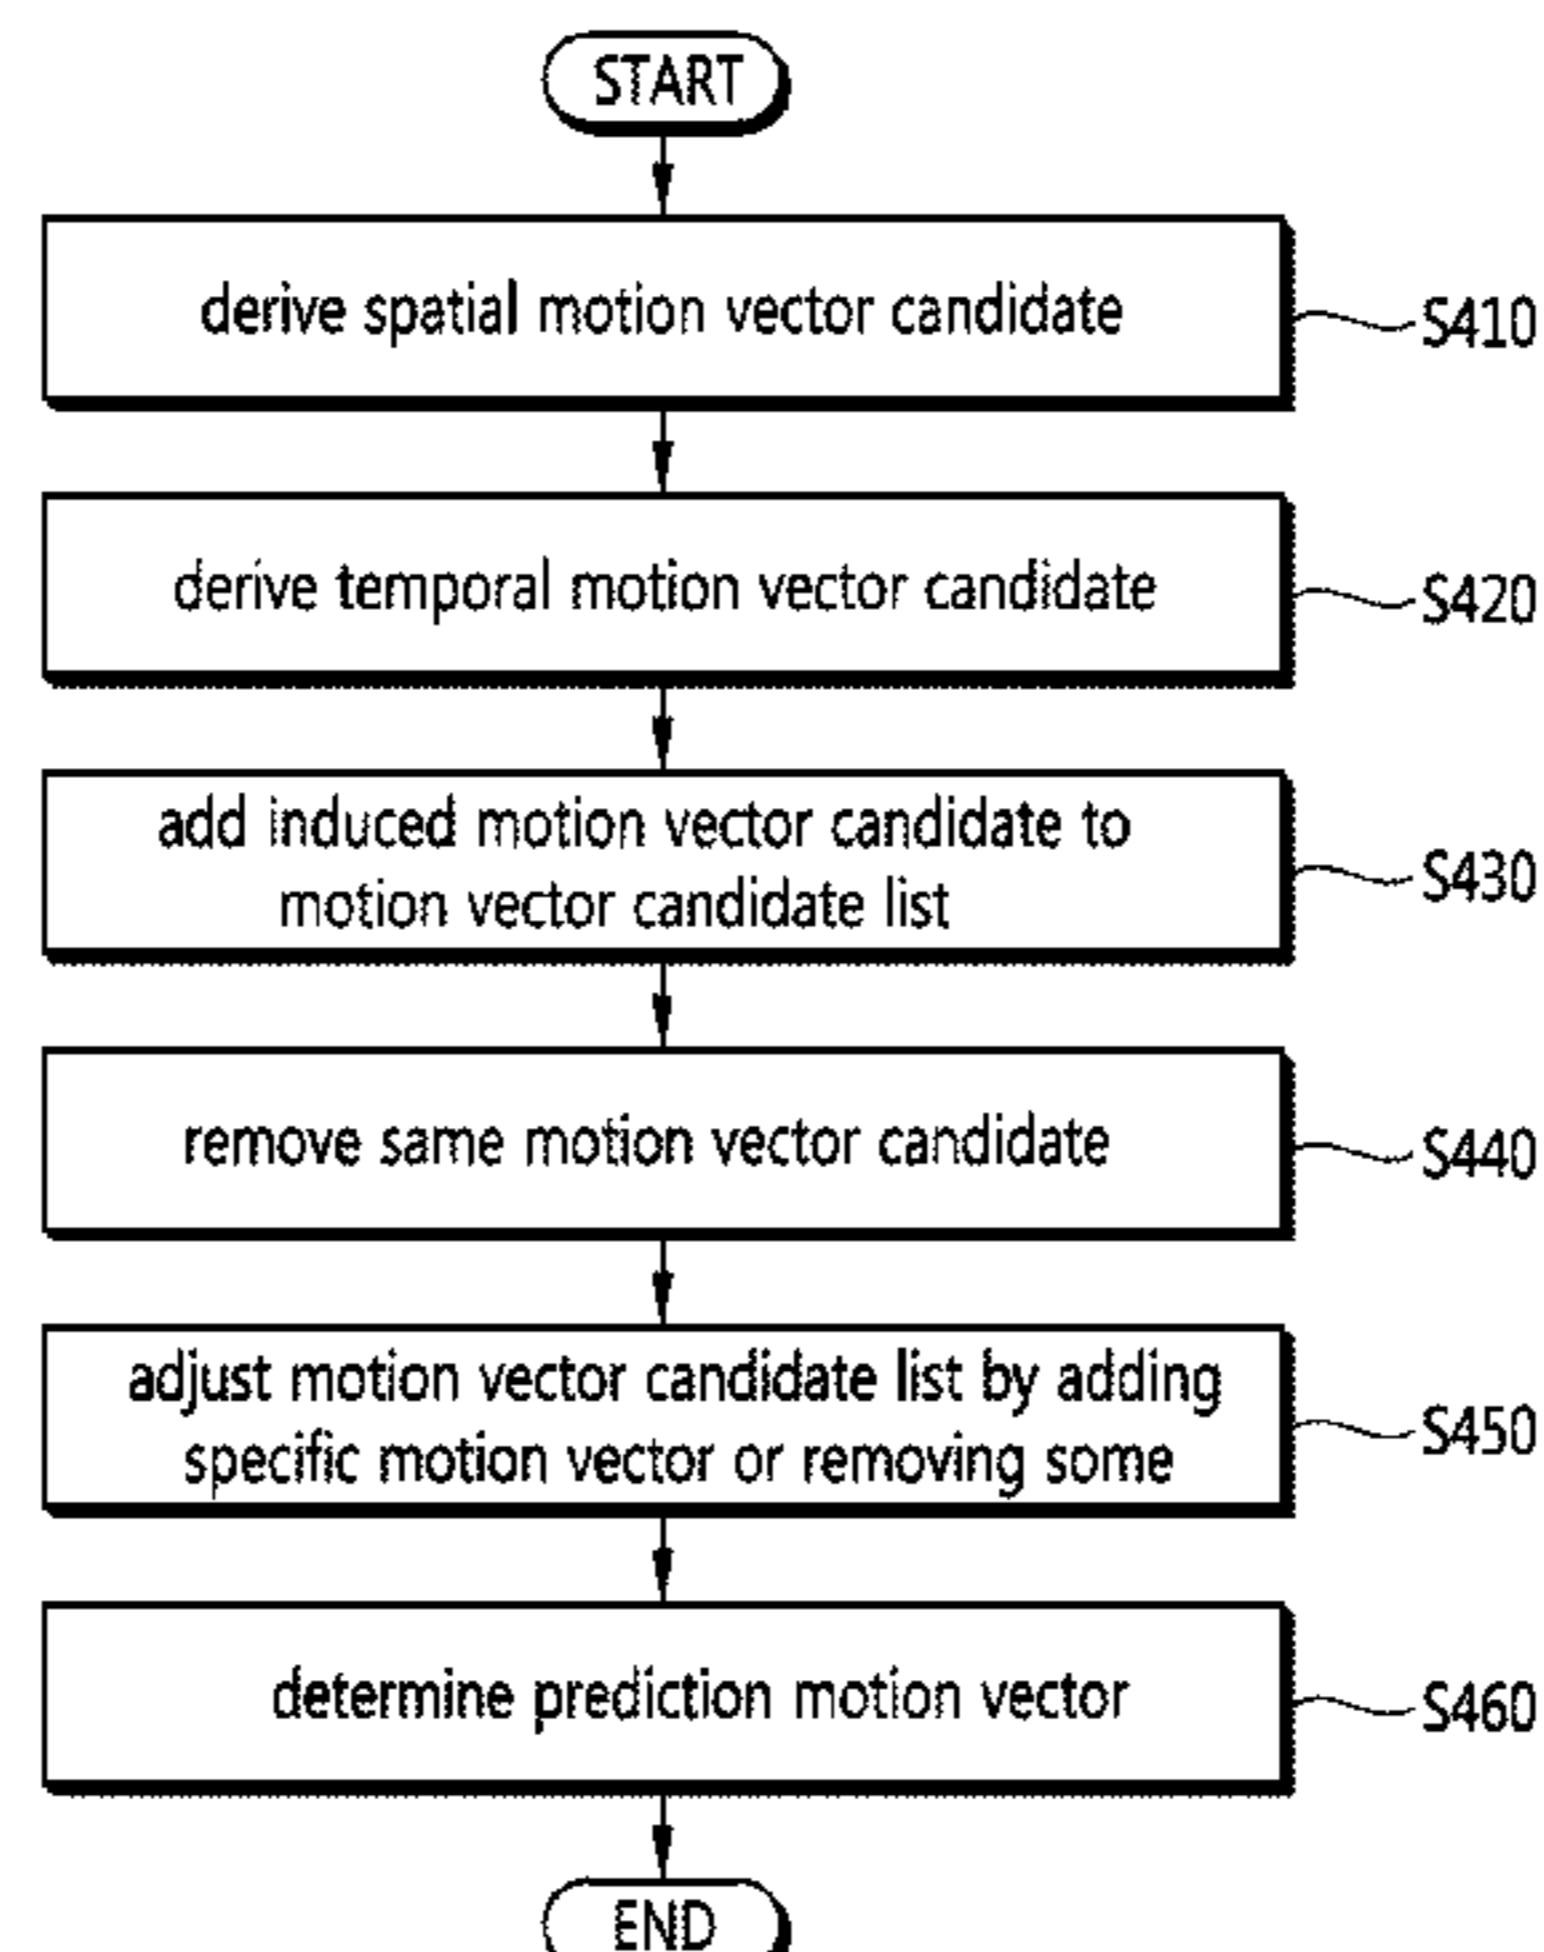 START
derive spatial motion vector candidate
S410
derive temporal motion vector candidate
S420
add induced motion vector candidate to
motion vector candidate list
S430
remove same motion vector candidate
S440
adjust motion vector candidate list by adding
specific motion vector or removing some
S450
determine prediction motion vector
S460
END